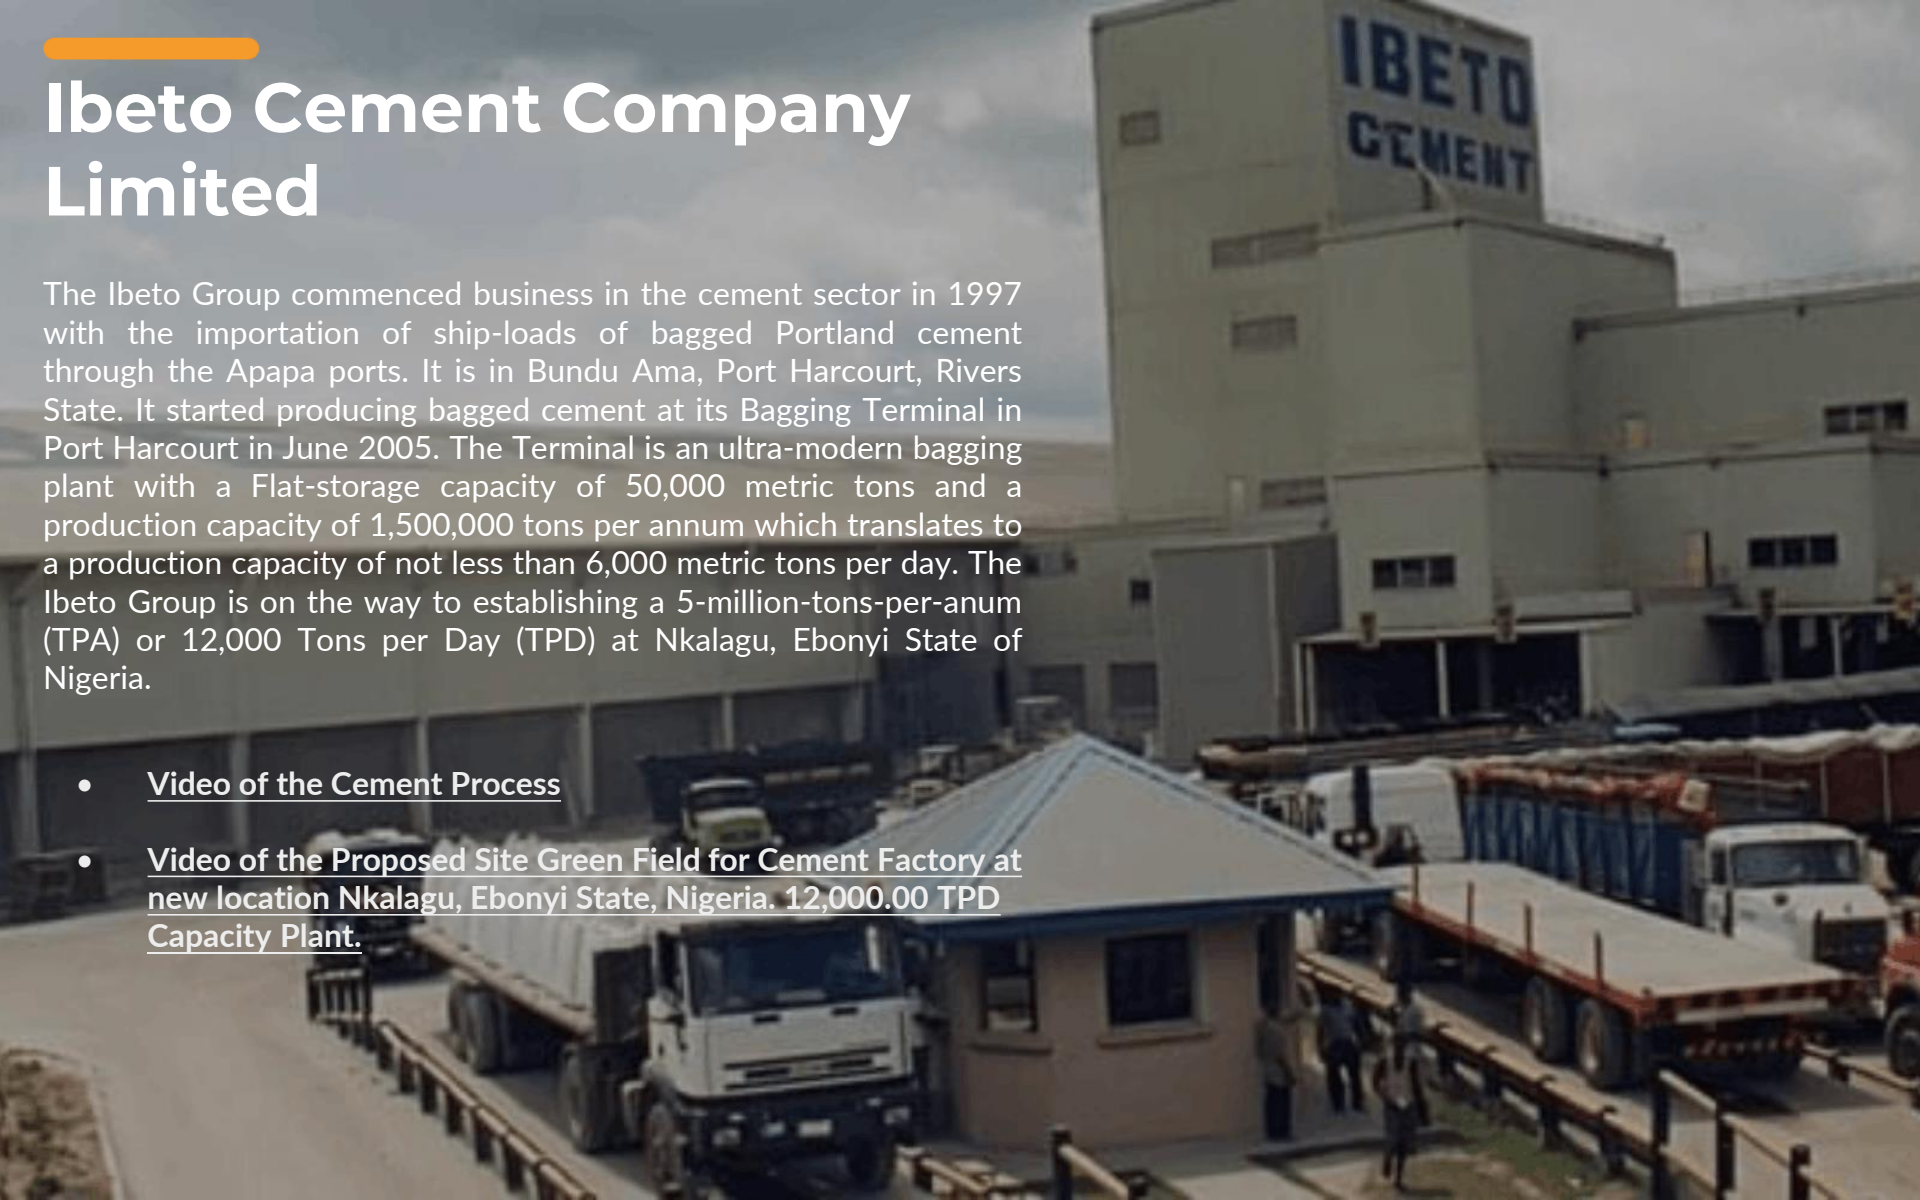 Ibeto Cement Company
Limited
The Ibeto Group commenced business in the cement sector in 1997
with the importation of ship-loads of bagged Portland cement
through the Apapa ports. It is in Bundu Ama, Port Harcourt, Rivers
State. It started producing bagged cement at its Bagging Terminal in
Port Harcourt in June 2005. The Terminal is an ultra-modern bagging
plant with a Flat-storage capacity of 50,000 metric tons and a
production capacity of 1,500,000 tons per annum which translates to
a production capacity of not less than 6,000 metric tons per day. The
Ibeto Group is on the way to establishing a 5-million-tons-per-anum
(TPA) or 12,000 Tons per Day (TPD) at Nkalagu, Ebonyi State of
Nigeria.
• Video of the Cement Process
• Video of the Proposed Site Green Field for Cement Factory at
new location Nkalagu, Ebonyi State, Nigeria. 12,000.00 TPD
Capacity Plant.
IBETO
CEMENT